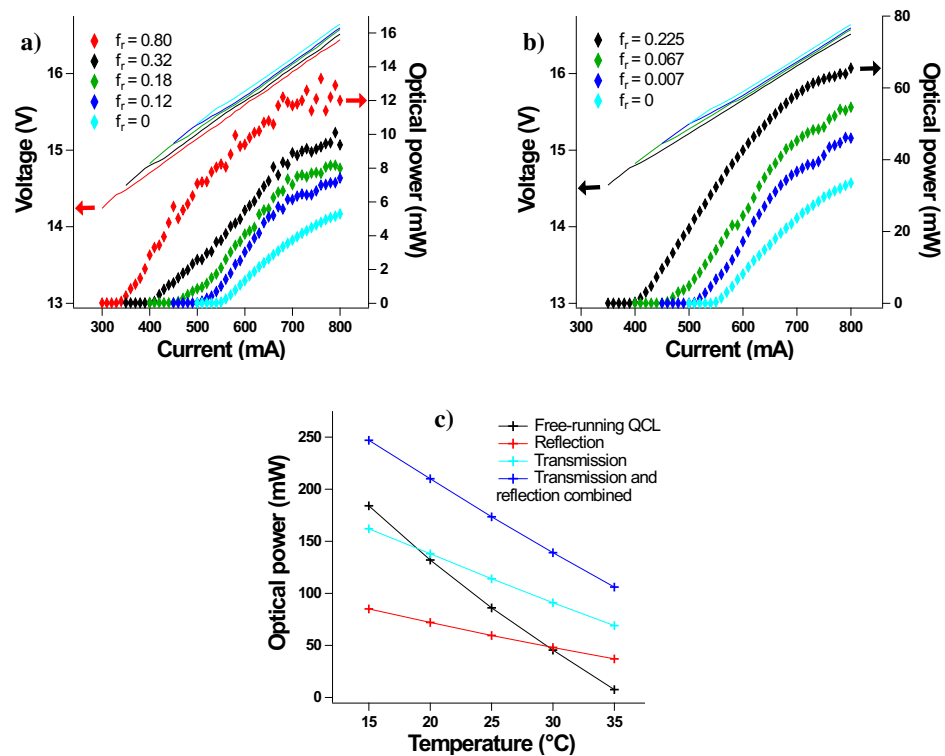 a)
f_r = 0.80
f_r = 0.32
f_r = 0.18
f_r = 0.12
f_r = 0
16
15
14
13
Voltage (V)
16
14
12
10
8
6
4
2
0
Optical power (mW)
300 400 500 600 700 800
Current (mA)
b)
f_r = 0.225
f_r = 0.067
f_r = 0.007
f_r = 0
16
15
14
13
Voltage (V)
80
60
40
20
0
Optical power (mW)
300 400 500 600 700 800
Current (mA)
c)
Free-running QCL
Reflection
Transmission
Transmission and
reflection combined
250
200
150
100
50
0
Optical power (mW)
15 20 25 30 35
Temperature (°C)